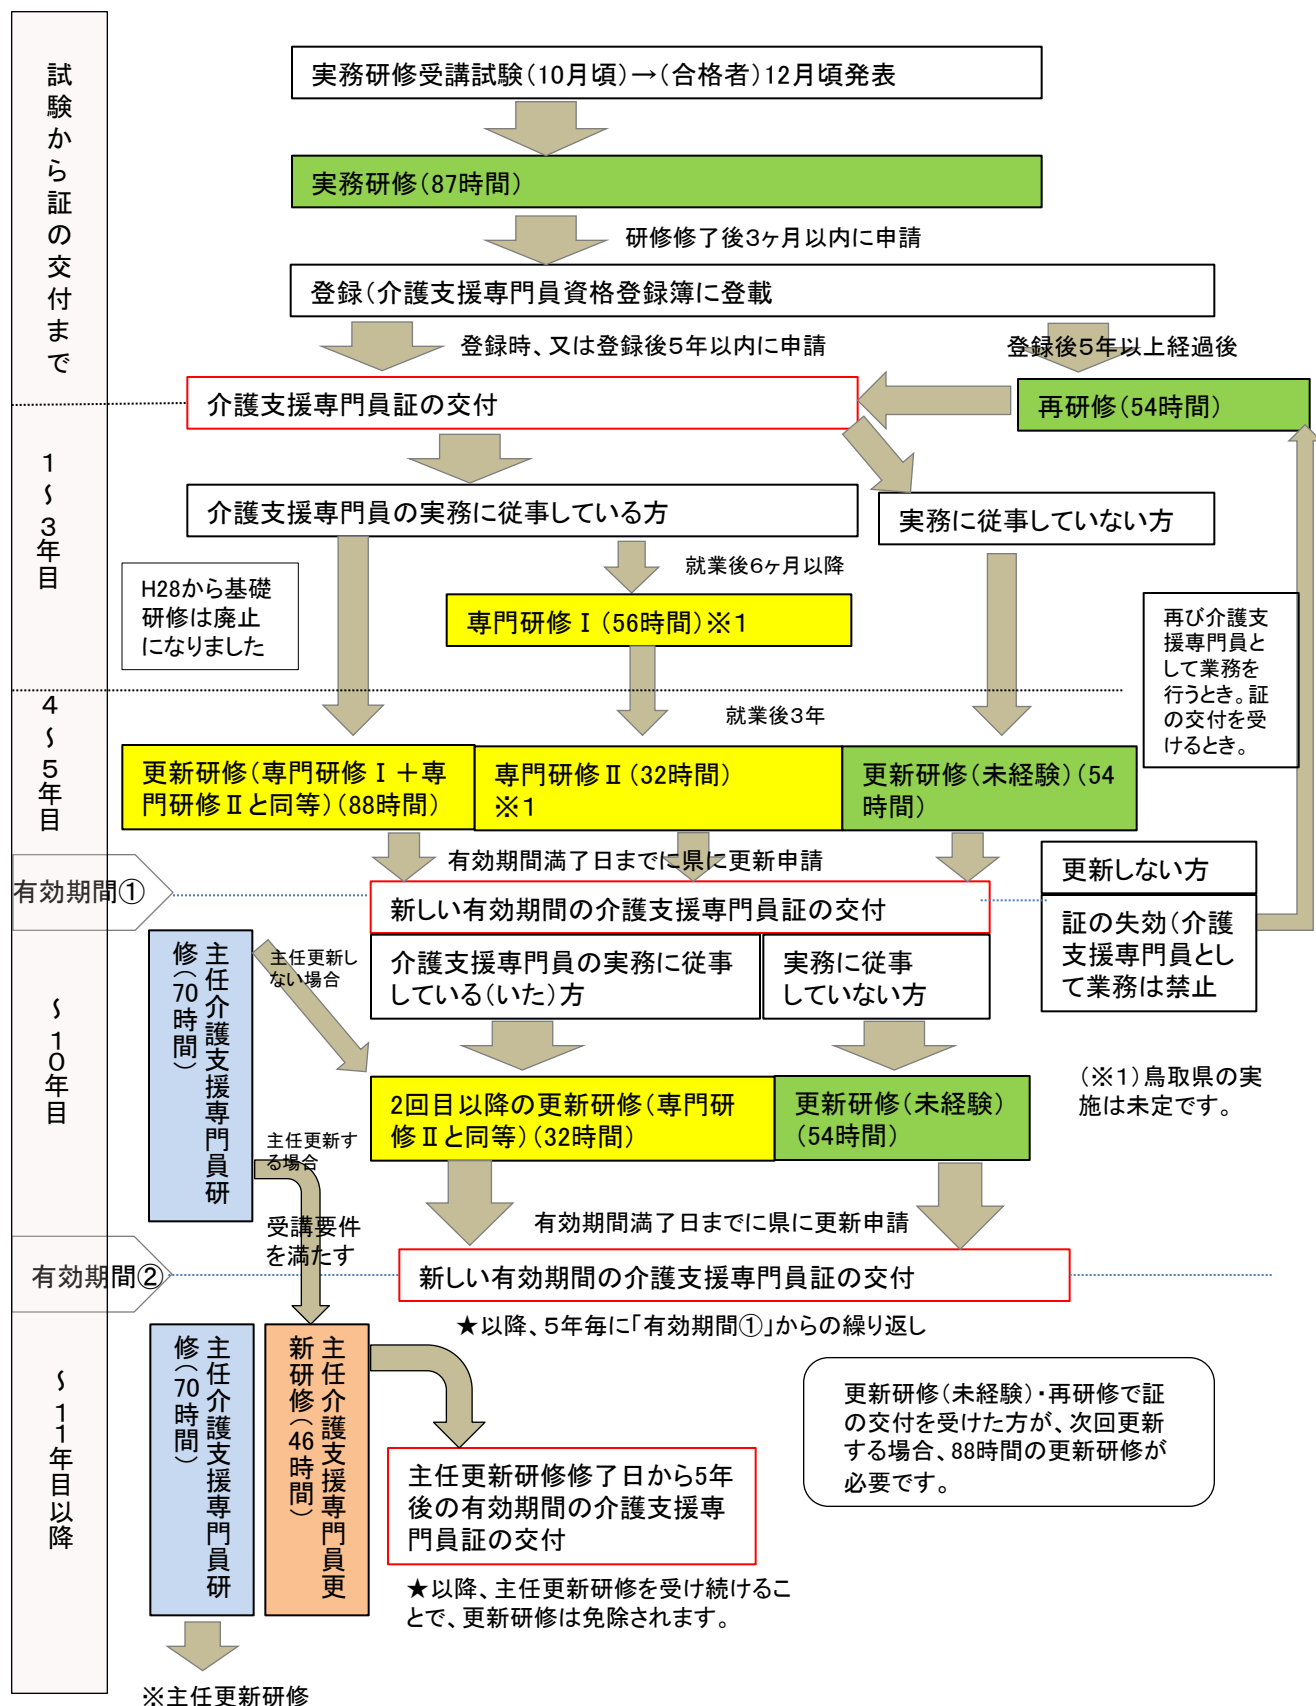 試験から証の交付まで
実務研修受講試験(10月頃)→(合格者)12月頃発表
実務研修(87時間)
研修修了後3ヶ月以内に申請
登録(介護支援専門員資格登録簿に登載
登録時、又は登録後5年以内に申請
登録後5年以上経過後
介護支援専門員証の交付
再研修(54時間)
1~3年目
介護支援専門員の実務に従事している方
実務に従事していない方
就業後6ヶ月以降
H28から基礎
研修は廃止
になりました
専門研修Ⅰ(56時間)※1
再び介護支
援専門員と
して業務を
行うとき。証
の交付を受
けるとき。
4~5年目
就業後3年
更新研修(専門研修Ⅰ+専
門研修Ⅱと同等)(88時間)
専門研修Ⅱ(32時間)
※1
更新研修(未経験)(54
時間)
有効期間満了日までに県に更新申請
有効期間①
新しい有効期間の介護支援専門員証の交付
更新しない方
証の失効(介護
支援専門員とし
て業務は禁止
~10年目
主任介護支援専門員研
修(70時間)
主任更新し
ない場合
介護支援専門員の実務に従事
している(いた)方
実務に従事
していない方
2回目以降の更新研修(専門研
修Ⅱと同等)(32時間)
更新研修(未経験)
(54時間)
(※1)鳥取県の実
施は未定です。
主任更新す
る場合
受講要件
を満たす
有効期間満了日までに県に更新申請
有効期間②
新しい有効期間の介護支援専門員証の交付
★以降、5年毎に「有効期間①」からの繰り返し
~11年目以降
主任介護支援専門員研
修(70時間)
主任介護支援専門員更
新研修(46時間)
更新研修(未経験)・再研修で証
の交付を受けた方が、次回更新
する場合、88時間の更新研修が
必要です。
主任更新研修修了日から5年
後の有効期間の介護支援専
門員証の交付
★以降、主任更新研修を受け続けるこ
とで、更新研修は免除されます。
※主任更新研修